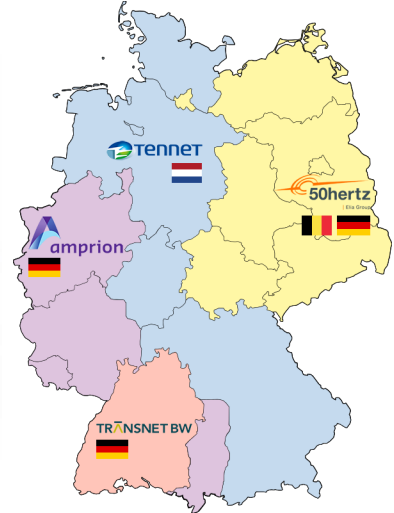 TENNET
50hertz
Elia Group
amprion
TRANSNET BW